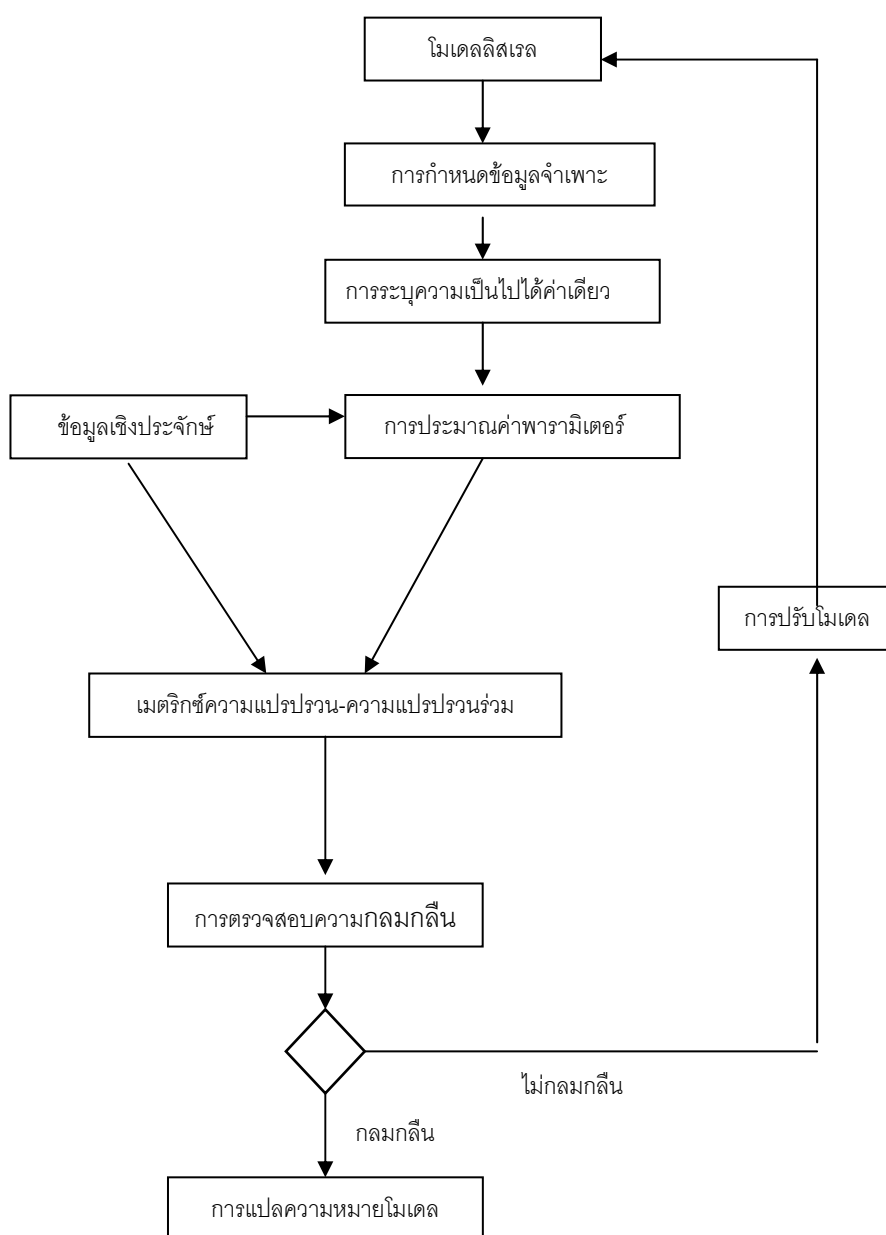 โมเดลลิสเรล
การกำหนดข้อมูลจำเพาะ
การระบุความเป็นไปได้ค่าเดียว
ข้อมูลเชิงประจักษ์
การประมาณค่าพารามิเตอร์
การปรับโมเดล
เมตริกซ์ความแปรปรวน-ความแปรปรวนร่วม
การตรวจสอบความกลมกลืน
ไม่กลมกลืน
กลมกลืน
การแปลความหมายโมเดล